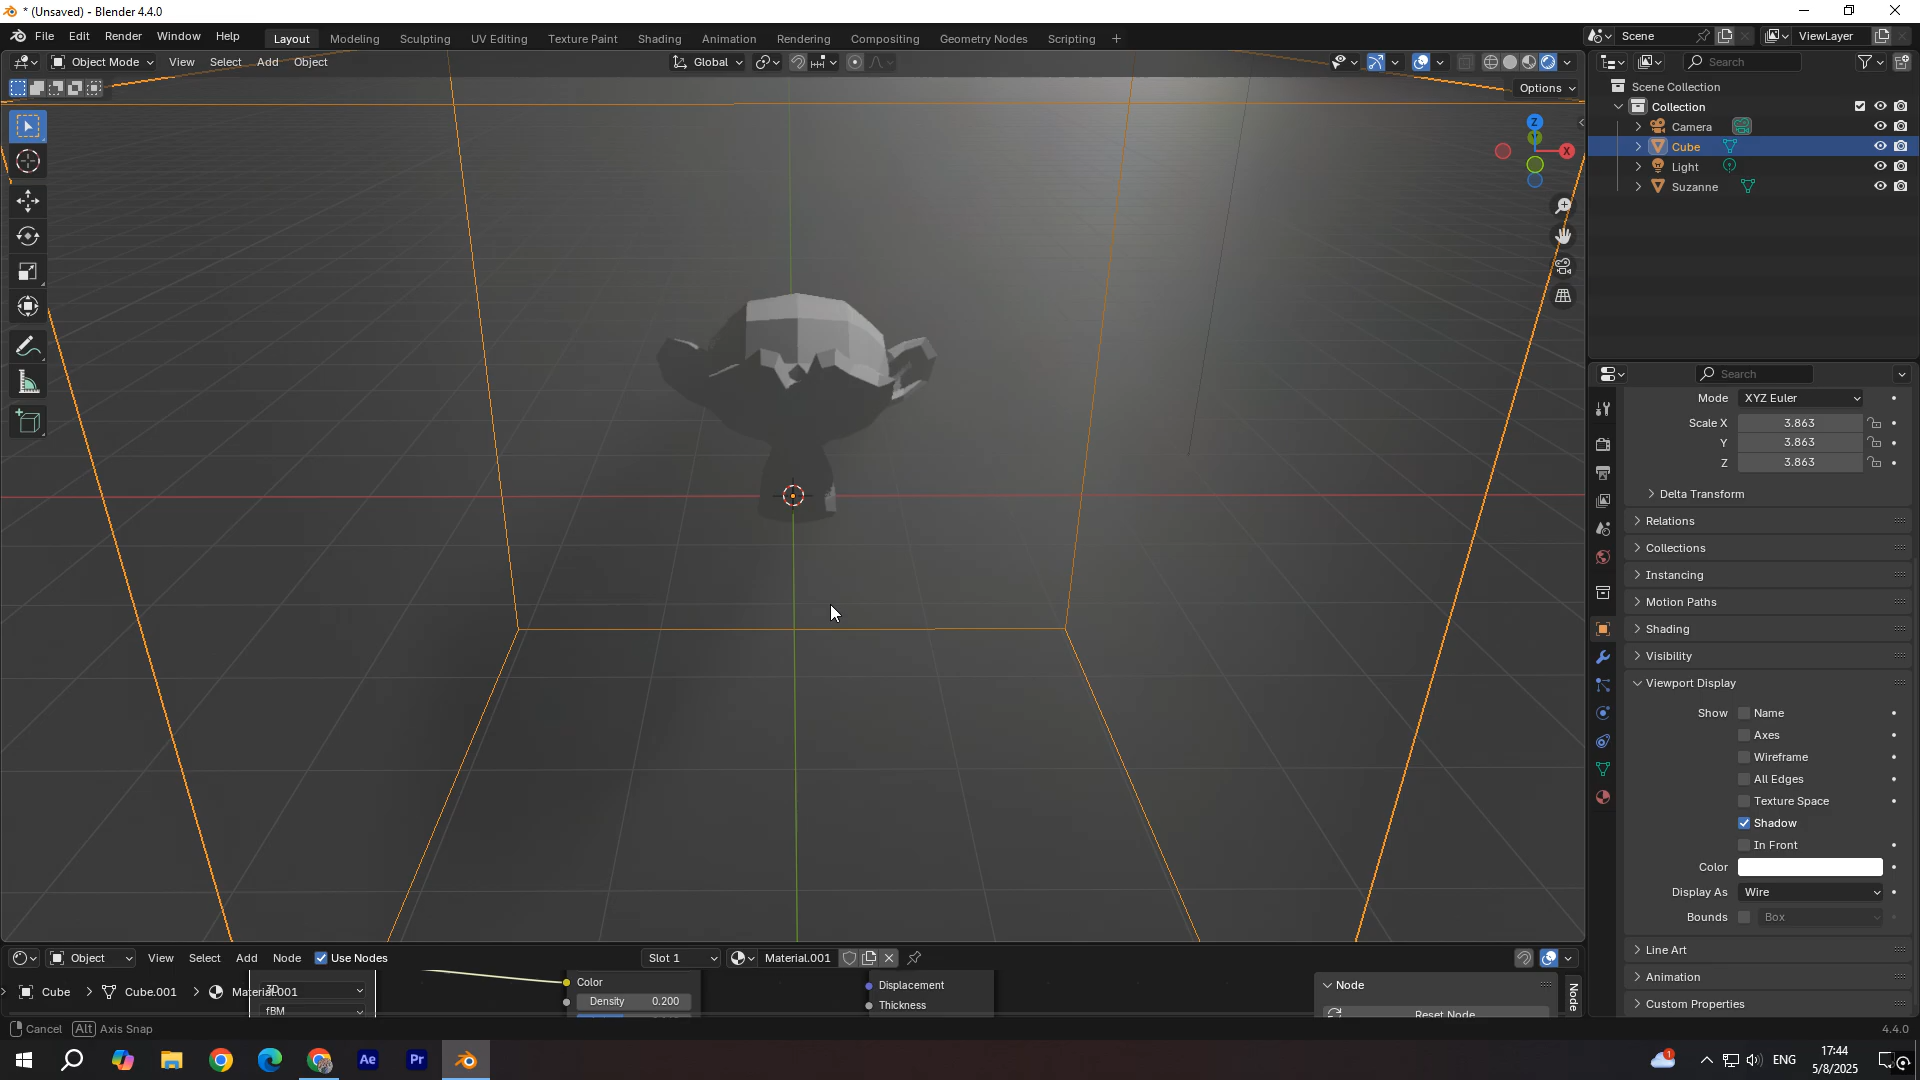 * (Unsaved) - Blender 4.4.0
File Edit Render Window Help Layout Modeling Sculpting UV Editing Texture Paint Shading Animation Rendering Compositing Geometry Nodes Scripting + Scene ViewLayer
Object Mode View Select Add Object Global Search
Options
Scene Collection
Collection
Camera
Cube
Light
Suzanne
Z
Y
X
Search
Mode XYZ Euler
Scale X 3.863
Y 3.863
Z 3.863
Delta Transform
Relations
Collections
Instancing
Motion Paths
Shading
Visibility
Viewport Display
Show Name
Axes
Wireframe
All Edges
Texture Space
Shadow
In Front
Color
Display As Wire
Bounds Box
Line Art
Animation
Custom Properties
Object View Select Add Node Use Nodes Slot 1 Material.001
Cube Cube.001 Material.001
3D
fBM
Color
Density 0.200
Displacement
Thickness
Node
Reset Node
Node
Cancel Alt Axis Snap 4.4.0
Ae Pr 1 ENG 17:44
5/8/2025